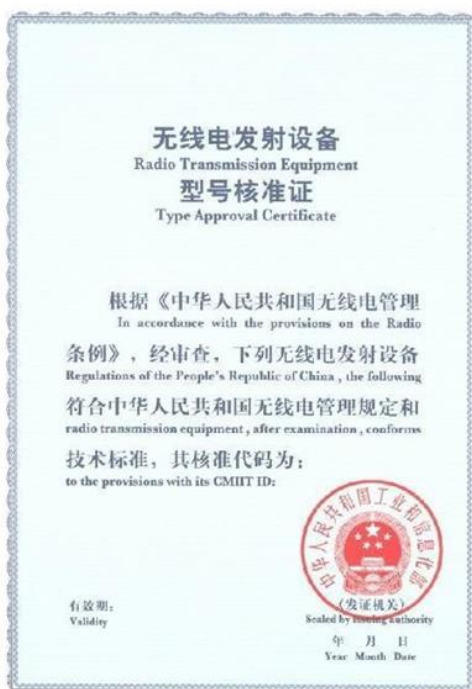 无线电发射设备
Radio Transmission Equipment
型号核准证
Type Approval Certificate
根据《中华人民共和国无线电管理
In accordance with the provisions on the Radio
条例》，经审查，下列无线电发射设备
Regulations of the People's Republic of China , the following
符合中华人民共和国无线电管理规定和
radio transmission equipment , after examination , conforms
技术标准，其核准代码为：
to the provisions with its CMIIT ID:
中华人民共和国工业和信息化部
有效期：
Validity
（发证机关）
Sealed by issuing authority
年 月 日
Year Month Date